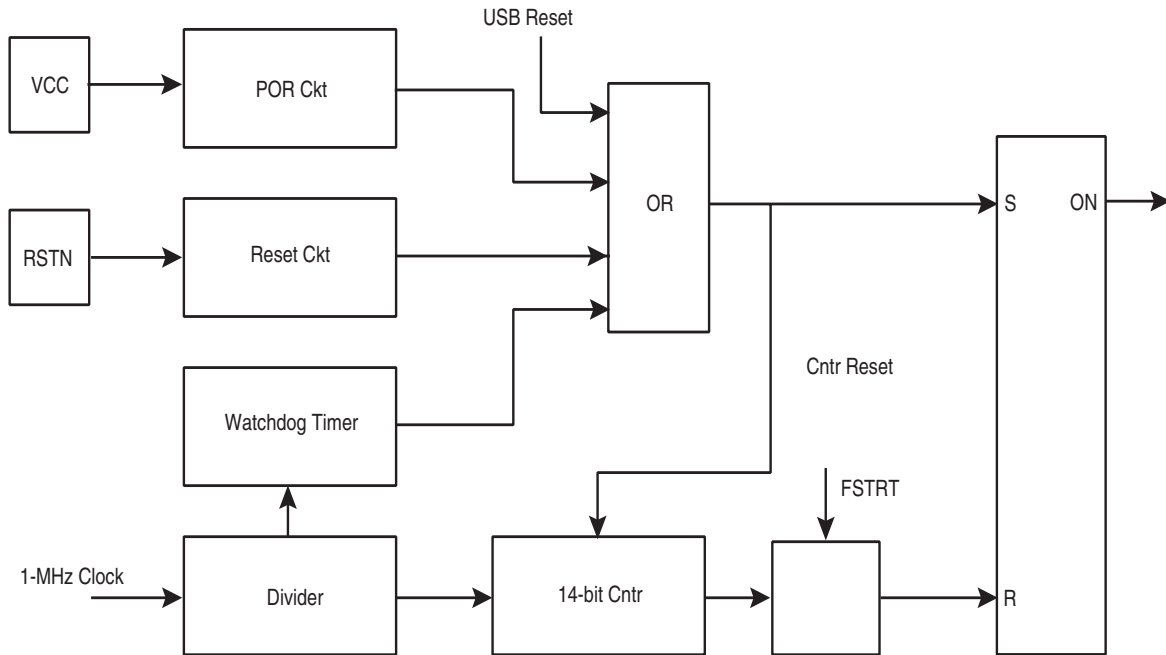 USB Reset
VCC
POR Ckt
OR
S
ON
RSTN
Reset Ckt
Cntr Reset
Watchdog Timer
FSTRT
1-MHz Clock
Divider
14-bit Cntr
R